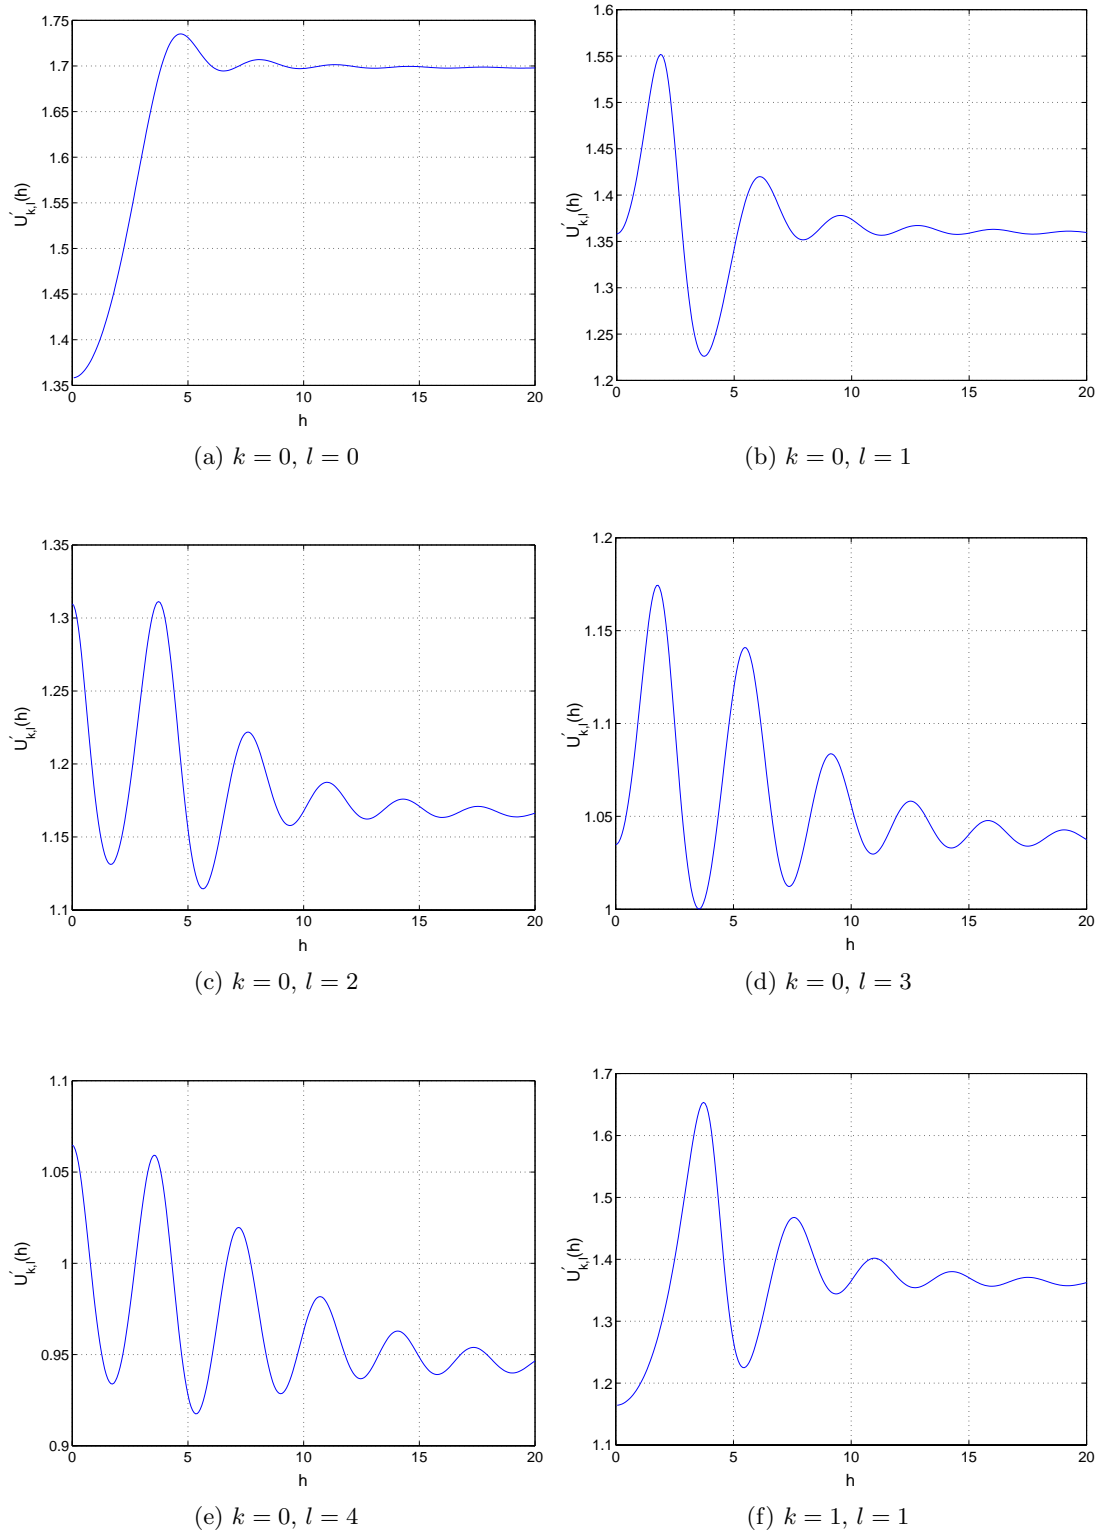 1.75
1.7
1.65
1.6
1.55
1.5
1.45
1.4
1.35
U′k,l(h)
0 5 10 15 20
h
(a) k = 0, l = 0
1.6
1.55
1.5
1.45
1.4
1.35
1.3
1.25
1.2
U′k,l(h)
0 5 10 15 20
(b) k = 0, l = 1
1.35
1.3
1.25
1.2
1.15
1.1
U′k,l(h)
0 5 10 15 20
h
(c) k = 0, l = 2
1.2
1.15
1.1
1.05
1
U′k,l(h)
0 5 10 15 20
h
(d) k = 0, l = 3
1.1
1.05
1
0.95
0.9
U′k,l(h)
0 5 10 15 20
h
(e) k = 0, l = 4
1.7
1.6
1.5
1.4
1.3
1.2
1.1
U′k,l(h)
0 5 10 15 20
h
(f) k = 1, l = 1